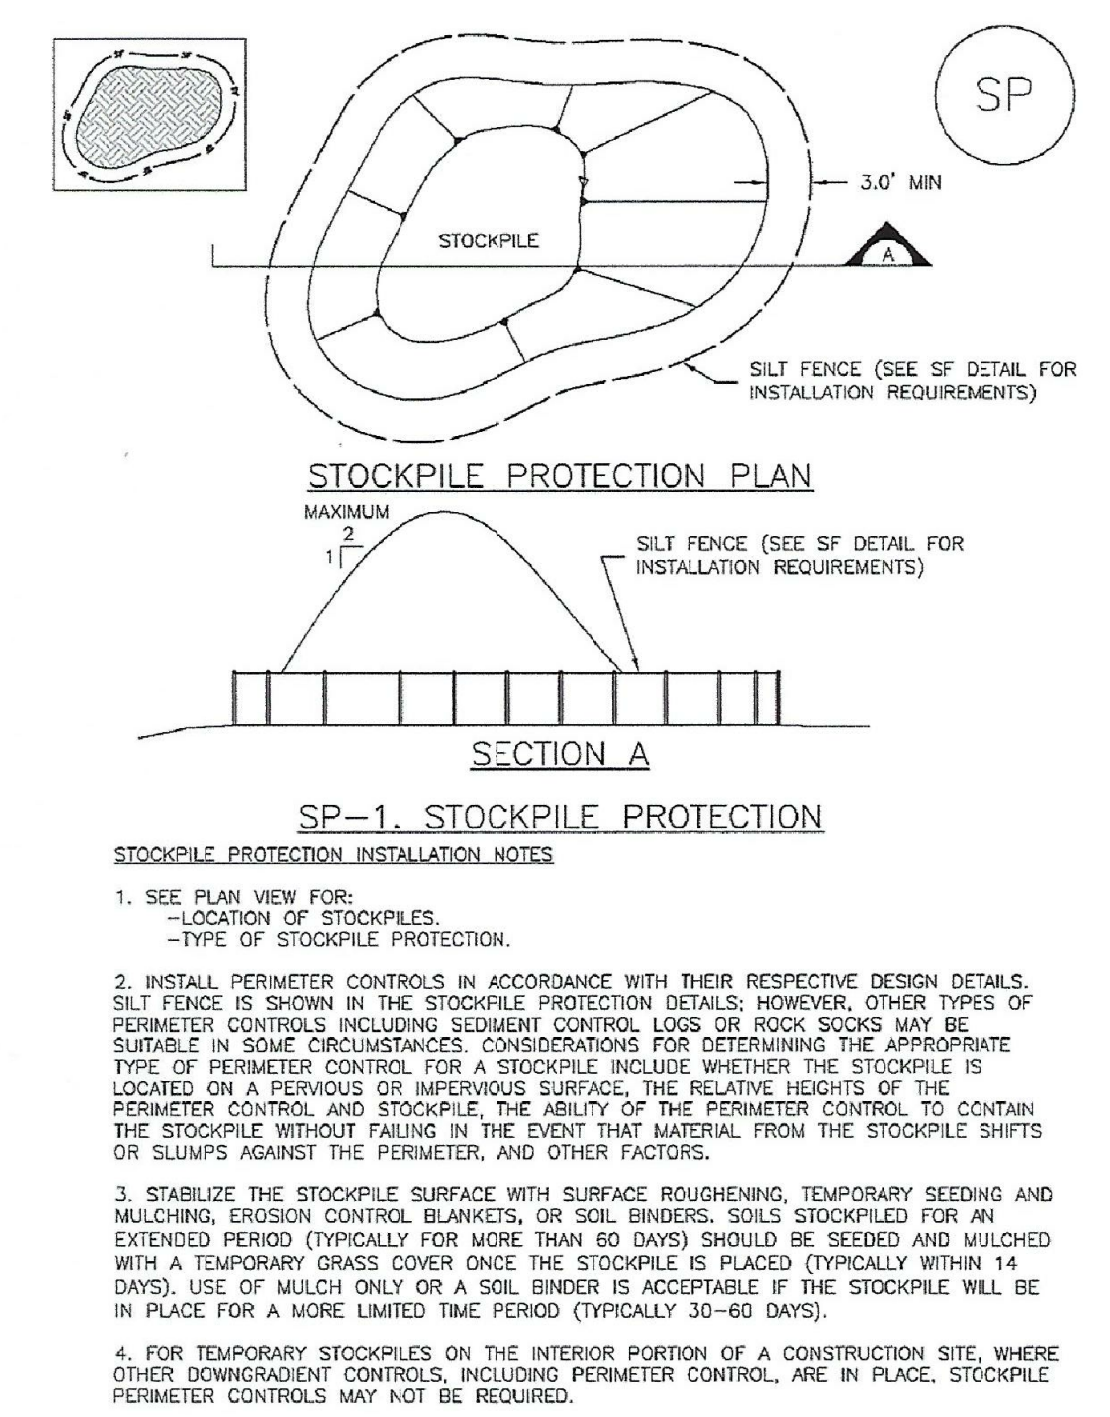 SF SF SF SF SF SF SF SF
SP
3.0' MIN
STOCKPILE
A
SILT FENCE (SEE SF DETAIL FOR
INSTALLATION REQUIREMENTS)
STOCKPILE PROTECTION PLAN
MAXIMUM
2
1
SILT FENCE (SEE SF DETAIL FOR
INSTALLATION REQUIREMENTS)
SECTION A
SP-1. STOCKPILE PROTECTION
STOCKPILE PROTECTION INSTALLATION NOTES
1. SEE PLAN VIEW FOR:
-LOCATION OF STOCKPILES.
-TYPE OF STOCKPILE PROTECTION.
2. INSTALL PERIMETER CONTROLS IN ACCORDANCE WITH THEIR RESPECTIVE DESIGN DETAILS.
SILT FENCE IS SHOWN IN THE STOCKPILE PROTECTION DETAILS; HOWEVER, OTHER TYPES OF
PERIMETER CONTROLS INCLUDING SEDIMENT CONTROL LOGS OR ROCK SOCKS MAY BE
SUITABLE IN SOME CIRCUMSTANCES. CONSIDERATIONS FOR DETERMINING THE APPROPRIATE
TYPE OF PERIMETER CONTROL FOR A STOCKPILE INCLUDE WHETHER THE STOCKPILE IS
LOCATED ON A PERVIOUS OR IMPERVIOUS SURFACE, THE RELATIVE HEIGHTS OF THE
PERIMETER CONTROL AND STOCKPILE, THE ABILITY OF THE PERIMETER CONTROL TO CONTAIN
THE STOCKPILE WITHOUT FAILING IN THE EVENT THAT MATERIAL FROM THE STOCKPILE SHIFTS
OR SLUMPS AGAINST THE PERIMETER, AND OTHER FACTORS.
3. STABILIZE THE STOCKPILE SURFACE WITH SURFACE ROUGHENING, TEMPORARY SEEDING AND
MULCHING, EROSION CONTROL BLANKETS, OR SOIL BINDERS. SOILS STOCKPILED FOR AN
EXTENDED PERIOD (TYPICALLY FOR MORE THAN 60 DAYS) SHOULD BE SEEDED AND MULCHED
WITH A TEMPORARY GRASS COVER ONCE THE STOCKPILE IS PLACED (TYPICALLY WITHIN 14
DAYS). USE OF MULCH ONLY OR A SOIL BINDER IS ACCEPTABLE IF THE STOCKPILE WILL BE
IN PLACE FOR A MORE LIMITED TIME PERIOD (TYPICALLY 30-60 DAYS).
4. FOR TEMPORARY STOCKPILES ON THE INTERIOR PORTION OF A CONSTRUCTION SITE, WHERE
OTHER DOWNGRADIENT CONTROLS, INCLUDING PERIMETER CONTROL, ARE IN PLACE, STOCKPILE
PERIMETER CONTROLS MAY NOT BE REQUIRED.